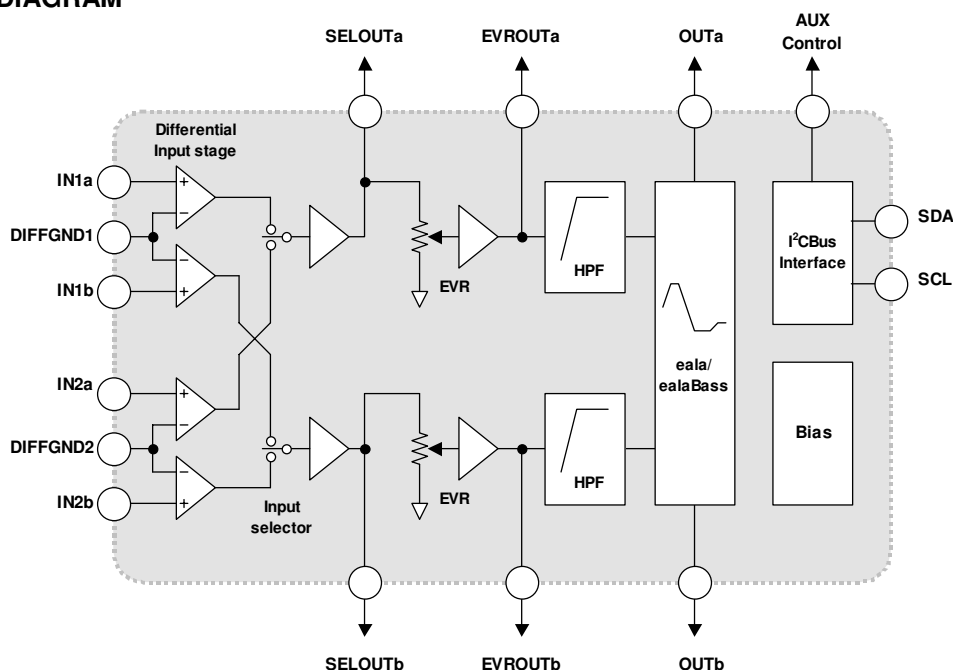 DIAGRAM
SELOUTa
EVROUTa
OUTa
AUX
Control
Differential
Input stage
IN1a
+
−
DIFFGND1
−
IN1b
+
EVR
HPF
I²CBus
Interface
SDA
SCL
eala/
ealaBass
IN2a
+
−
DIFFGND2
−
IN2b
+
Input
selector
EVR
HPF
Bias
SELOUTb
EVROUTb
OUTb